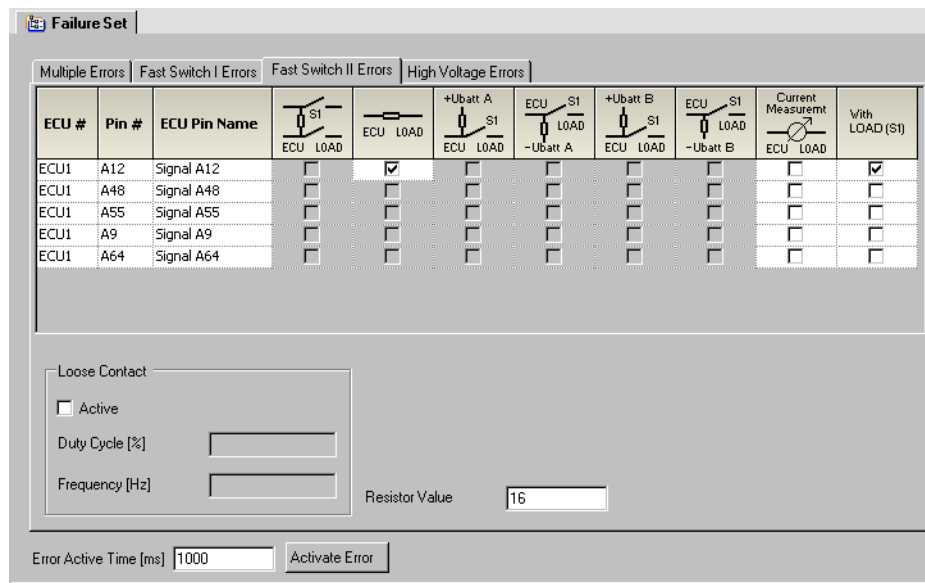 Failure Set
Multiple Errors Fast Switch I Errors Fast Switch II Errors High Voltage Errors
ECU # Pin # ECU Pin Name S1 ECU LOAD ECU LOAD +Ubatt A S1 ECU LOAD ECU S1 LOAD -Ubatt A +Ubatt B S1 ECU LOAD ECU S1 LOAD -Ubatt B Current Measuremt ECU LOAD With LOAD (S1)
ECU1 A12 Signal A12
ECU1 A48 Signal A48
ECU1 A55 Signal A55
ECU1 A9 Signal A9
ECU1 A64 Signal A64
Loose Contact
Active
Duty Cycle [%]
Frequency [Hz]
Resistor Value 16
Error Active Time [ms] 1000 Activate Error